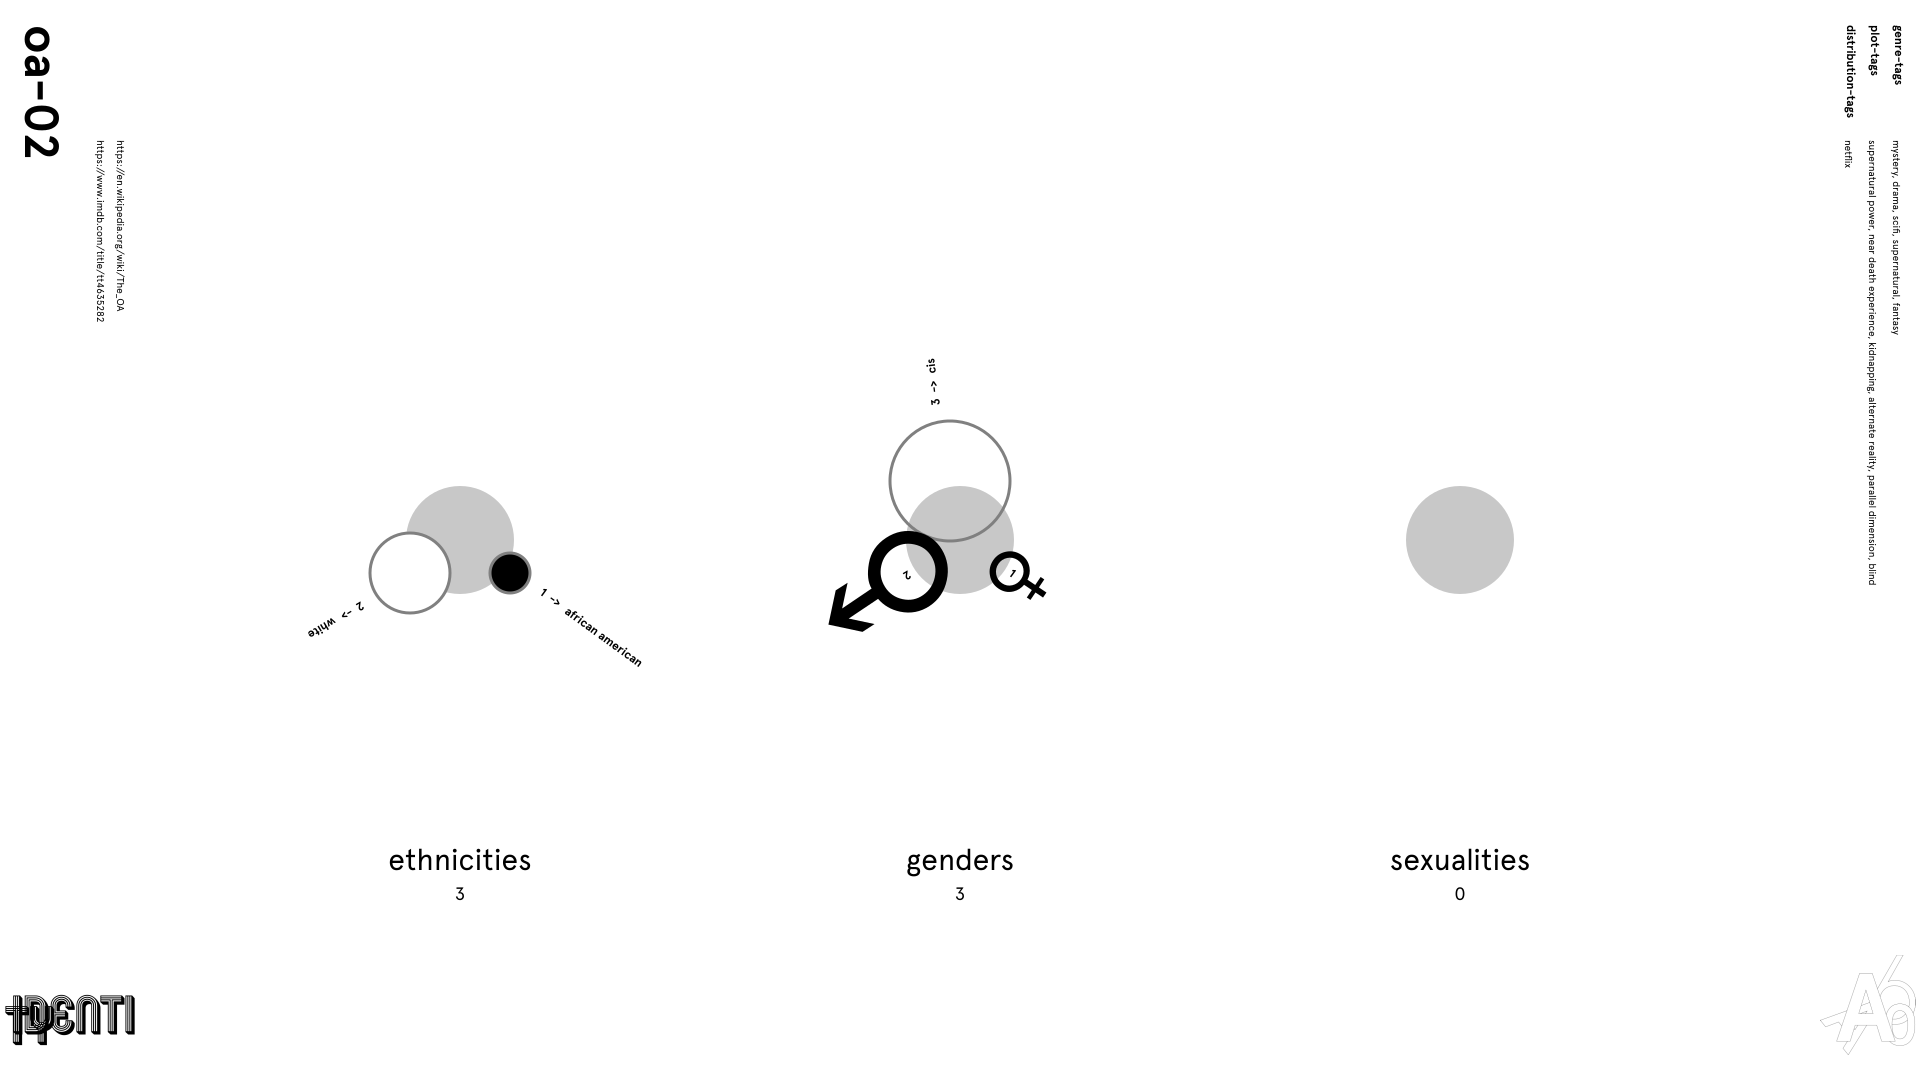 oa-02
https://en.wikipedia.org/wiki/The_OA
https://www.imdb.com/title/tt4635282
genre-tags
mystery, drama, scifi, supernatural, fantasy
plot-tags
supernatural power, near death experience, kidnapping, alternate reality, parallel dimension, blind
distribution-tags
netflix
2 -> white
1 -> african american
3 -> cis
2
1
ethnicities
3
genders
3
sexualities
0
IDENTI